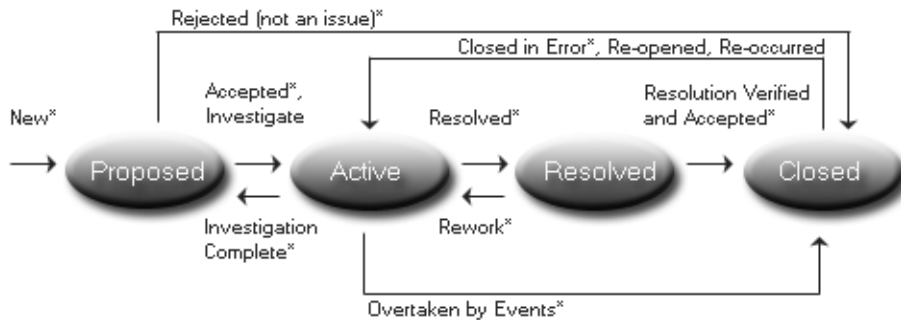 Rejected (not an issue)*
Closed in Error*, Re-opened, Re-occurred
New*
Accepted*,
Investigate
Resolved*
Resolution Verified
and Accepted*
Proposed
Active
Resolved
Closed
Investigation
Complete*
Rework*
Overtaken by Events*